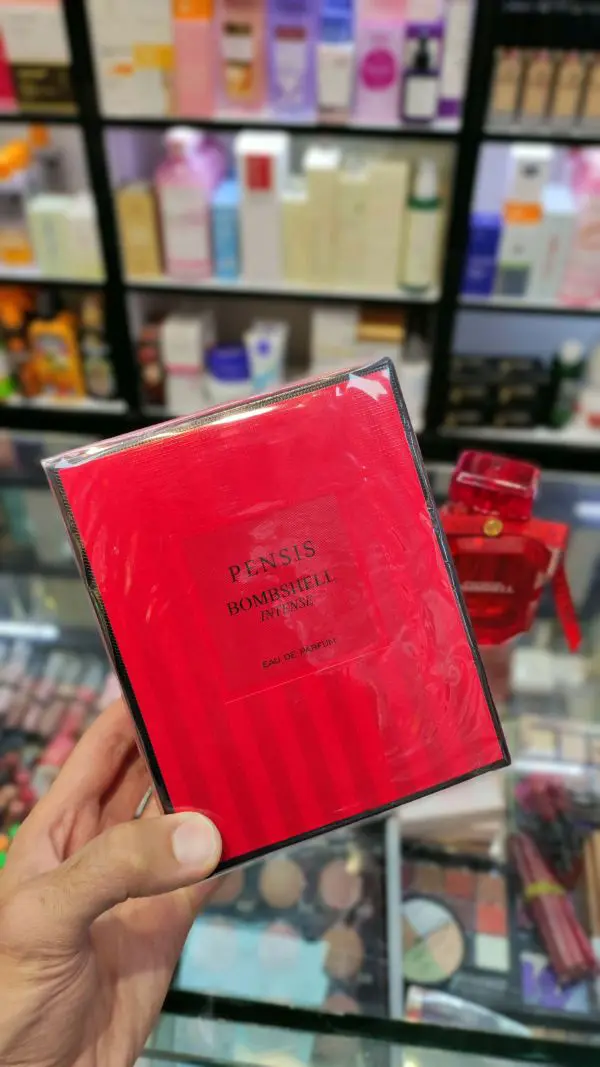 PENSIS
BOMBSHELL
INTENSE
EAU DE PARFUM